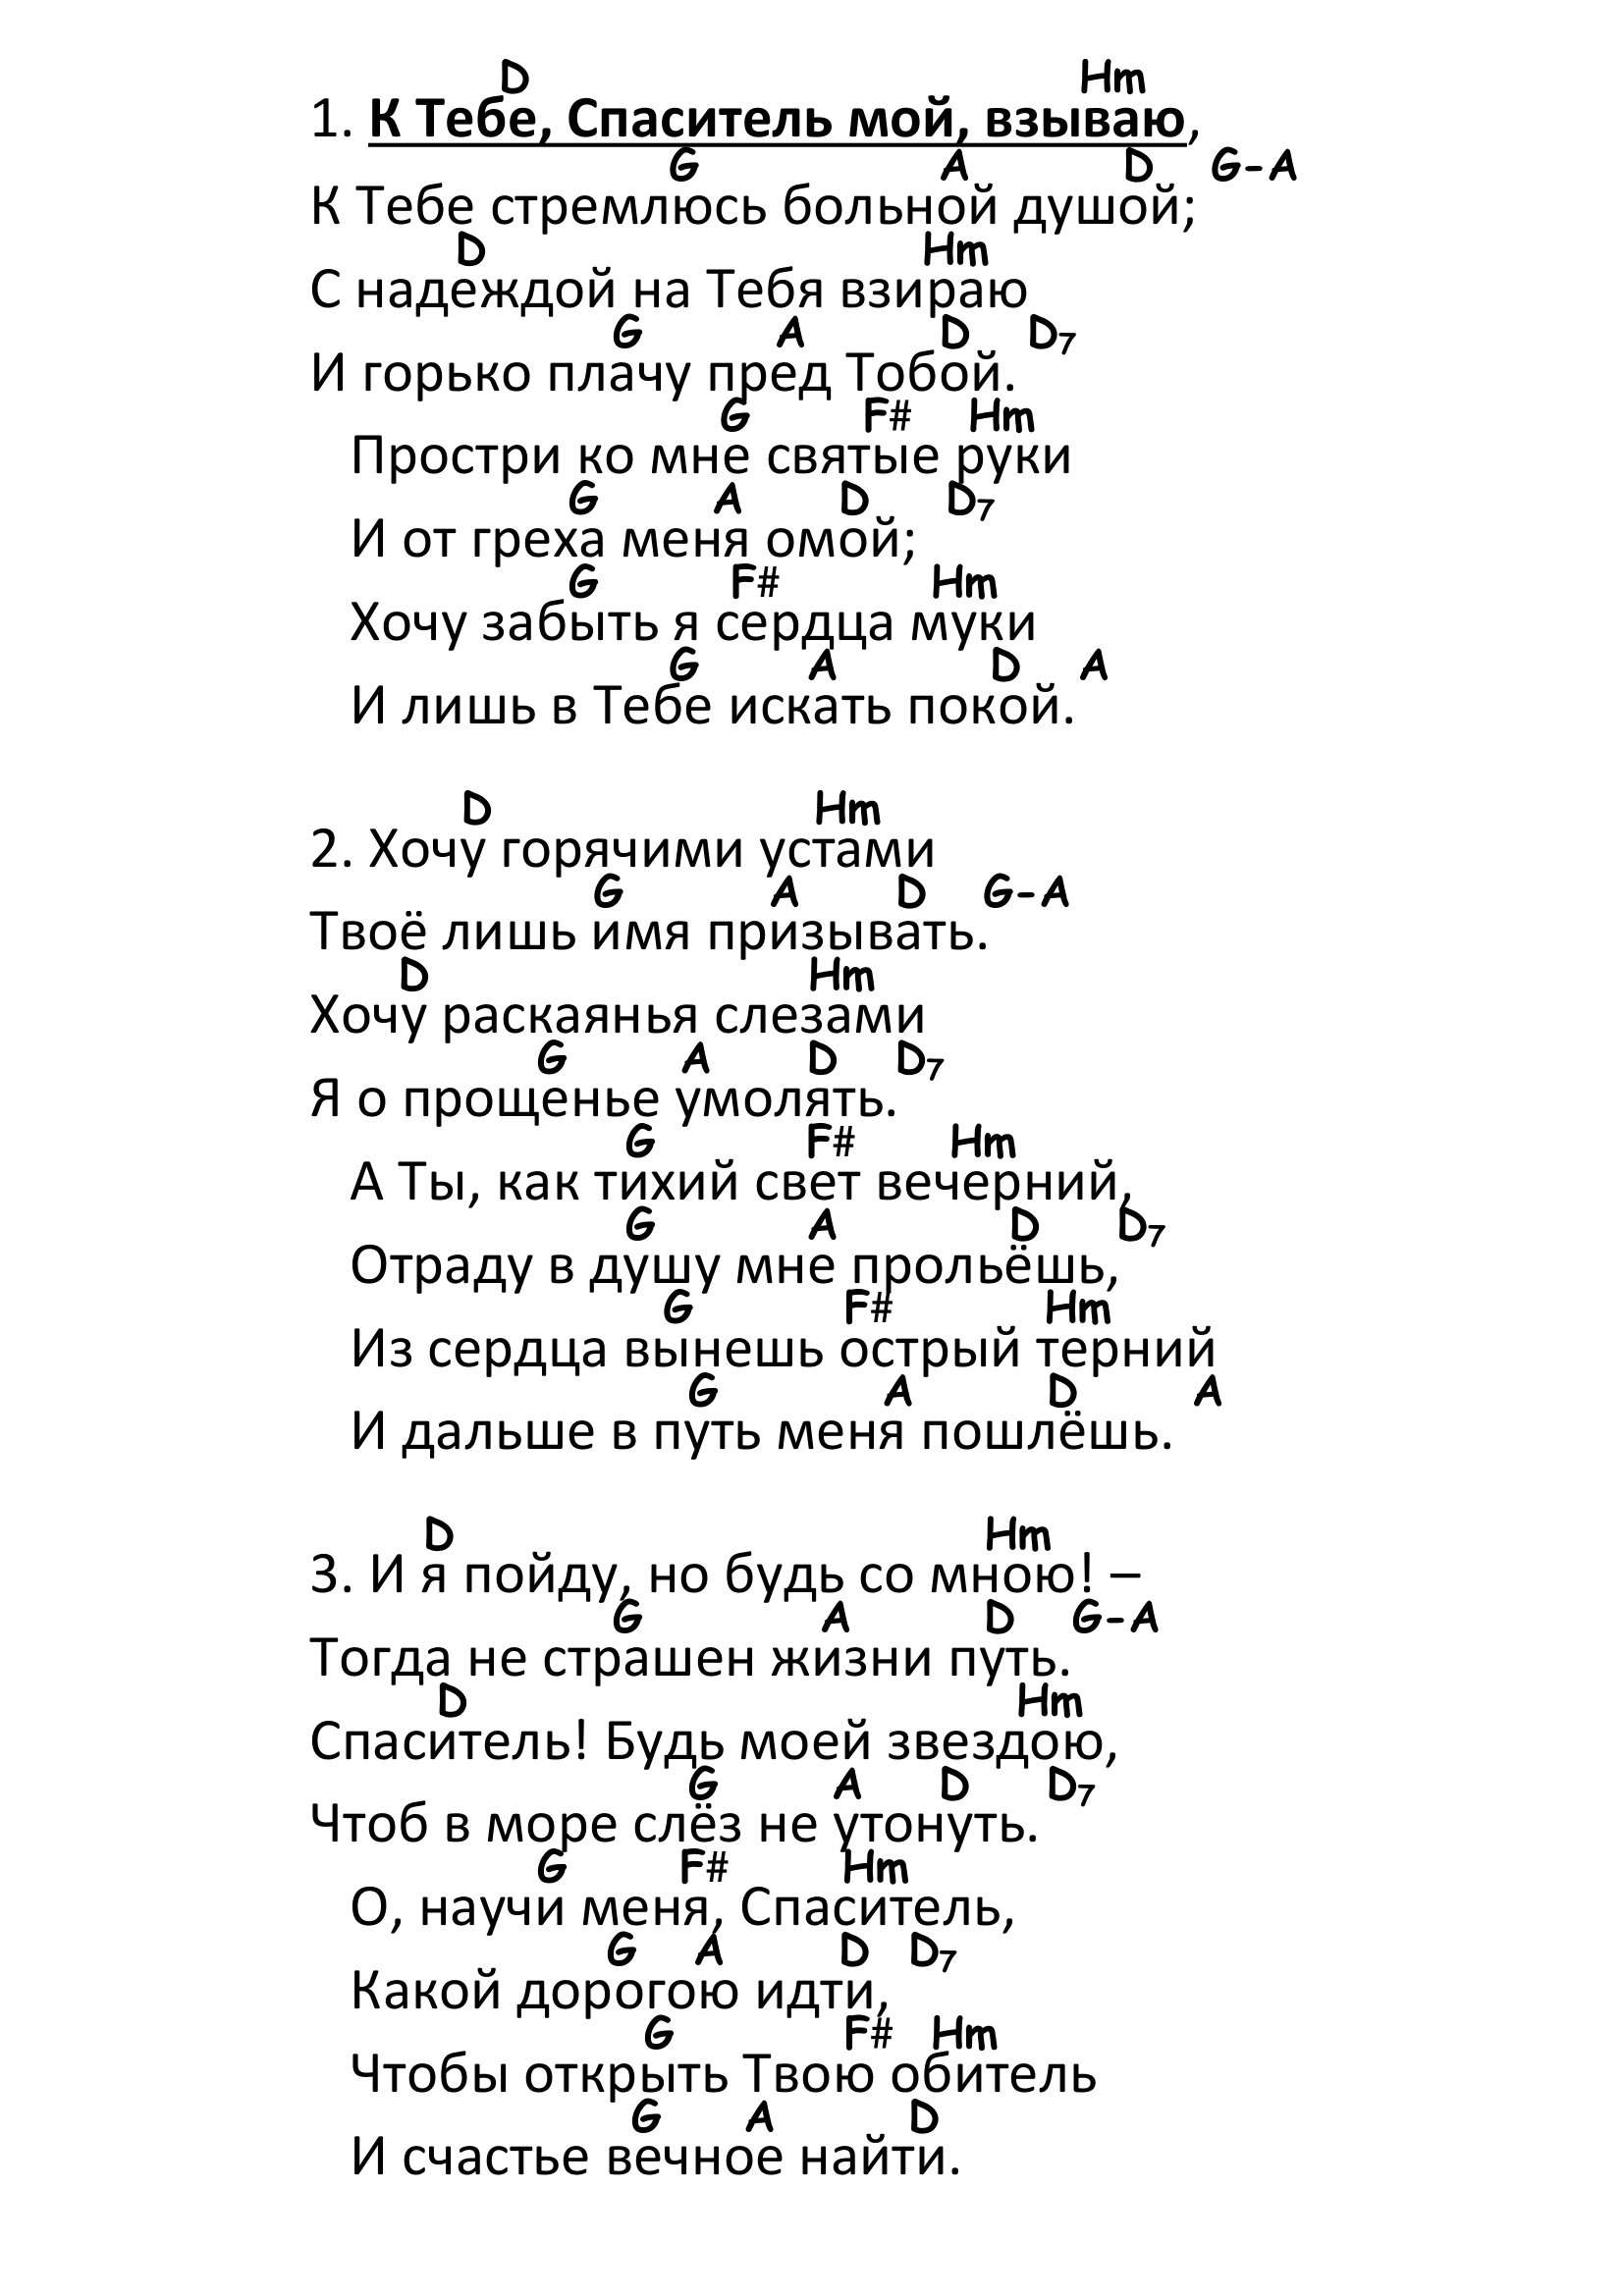 D Hm
1. К Тебе, Спаситель мой, взываю,
G A D G-A
К Тебе стремлюсь больной душой;
D Hm
С надеждой на Тебя взираю
G A D D7
И горько плачу пред Тобой.
G F# Hm
Простри ко мне святые руки
G A D D7
И от греха меня омой;
G F# Hm
Хочу забыть я сердца муки
G A D A
И лишь в Тебе искать покой.
D Hm
2. Хочу горячими устами
G A D G-A
Твоё лишь имя призывать.
D Hm
Хочу раскаянья слезами
G A D D7
Я о прощенье умолять.
G F# Hm
А Ты, как тихий свет вечерний,
G A D D7
Отраду в душу мне прольёшь,
G F# Hm
Из сердца вынешь острый терний
G A D A
И дальше в путь меня пошлёшь.
D Hm
3. И я пойду, но будь со мною! –
G A D G-A
Тогда не страшен жизни путь.
D Hm
Спаситель! Будь моей звездою,
G A D D7
Чтоб в море слёз не утонуть.
G F# Hm
О, научи меня, Спаситель,
G A D D7
Какой дорогою идти,
G F# Hm
Чтобы открыть Твою обитель
G A D
И счастье вечное найти.